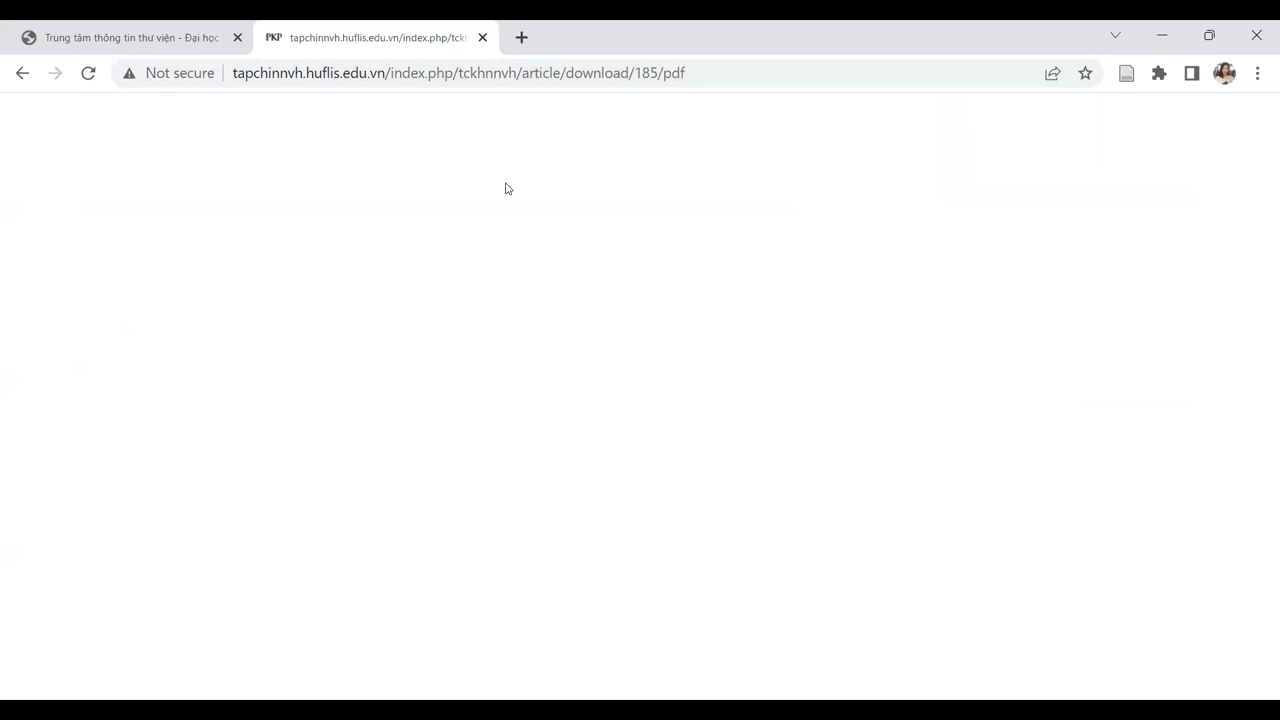 Trung tâm thông tin thư viện - Đại học
PKP tapchinnvh.huflis.edu.vn/index.php/tckh
Not secure tapchinnvh.huflis.edu.vn/index.php/tckhnnvh/article/download/185/pdf